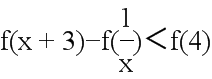 f(x + 3)−f(1/x)<f(4)